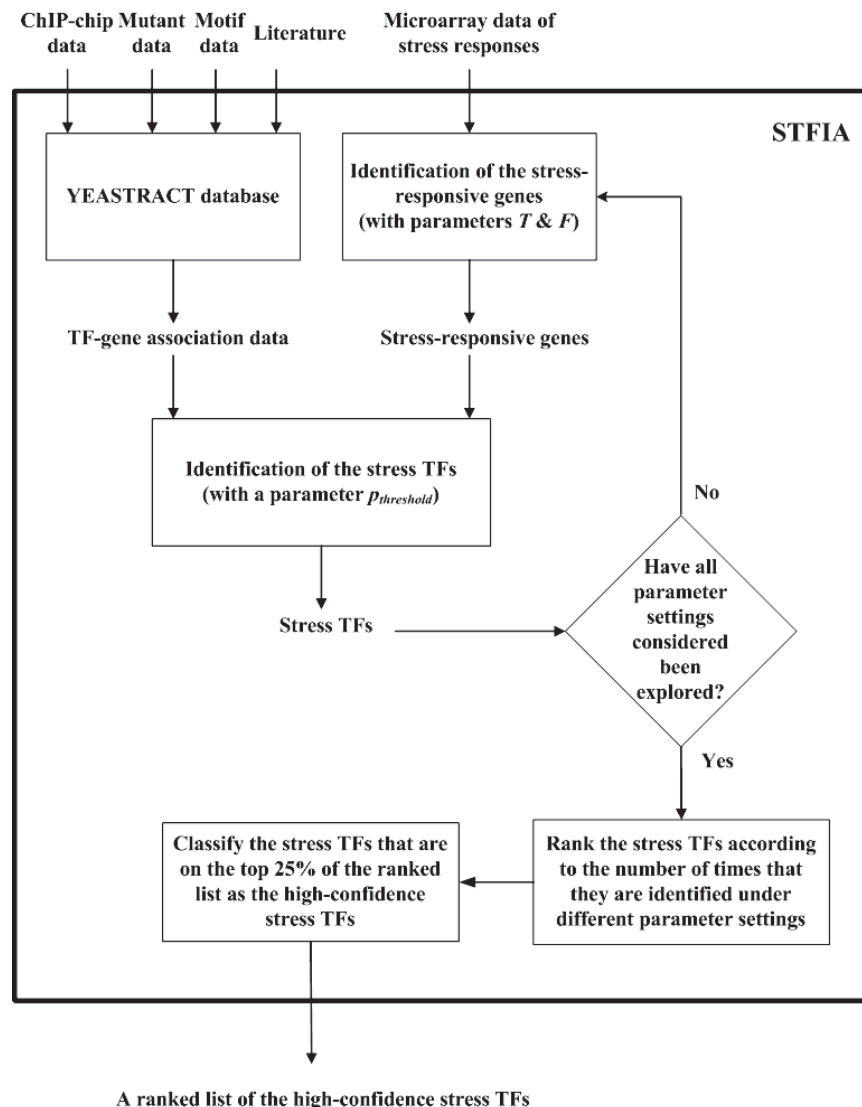 ChIP-chip
data
Mutant
data
Motif
data
Literature
Microarray data of
stress responses
STFIA
YEASTRACT database
Identification of the stress-
responsive genes
(with parameters T & F)
TF-gene association data
Stress-responsive genes
Identification of the stress TFs
(with a parameter pthreshold)
No
Stress TFs
Have all
parameter
settings
considered
been
explored?
Yes
Classify the stress TFs that are
on the top 25% of the ranked
list as the high-confidence
stress TFs
Rank the stress TFs according
to the number of times that
they are identified under
different parameter settings
A ranked list of the high-confidence stress TFs